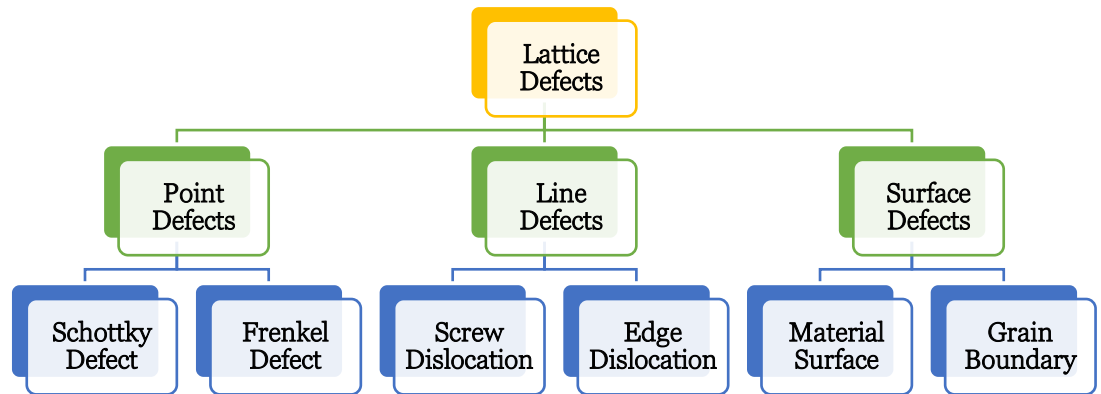 Lattice
Defects
Point
Defects
Line
Defects
Surface
Defects
Schottky
Defect
Frenkel
Defect
Screw
Dislocation
Edge
Dislocation
Material
Surface
Grain
Boundary